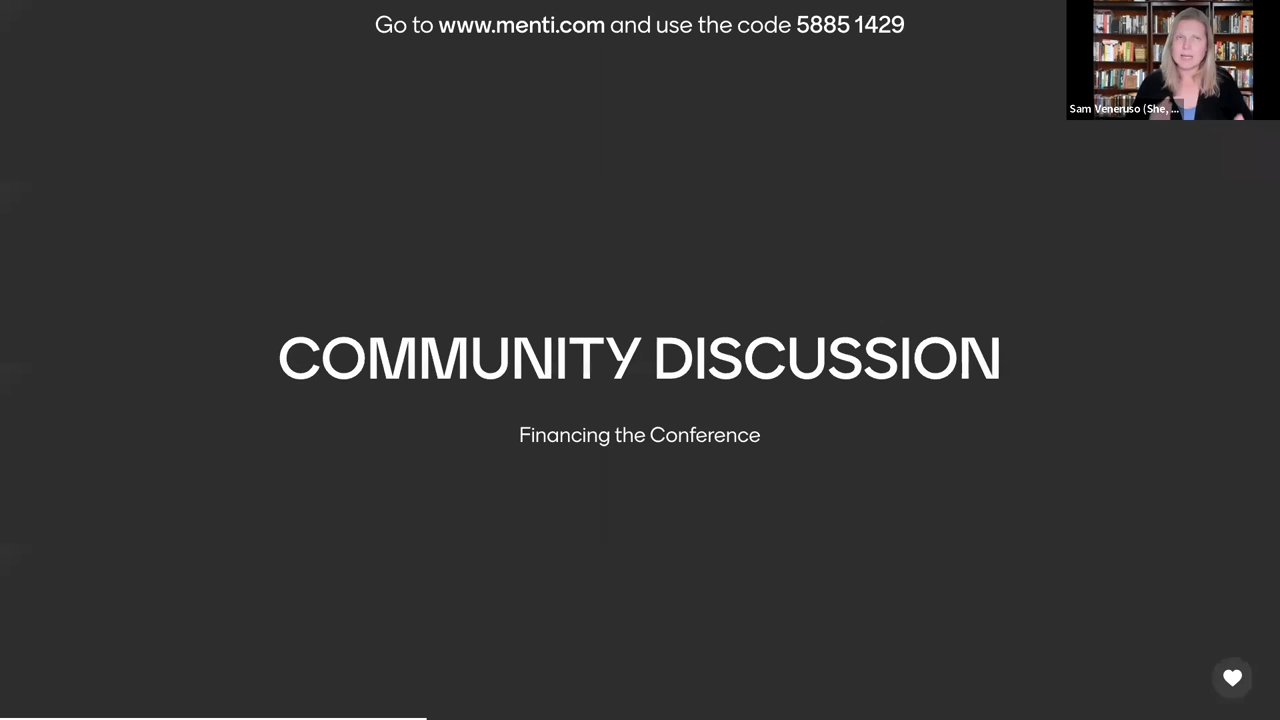 Go to www.menti.com and use the code 5885 1429
Sam Veneruso (She, ...
COMMUNITY DISCUSSION
Financing the Conference